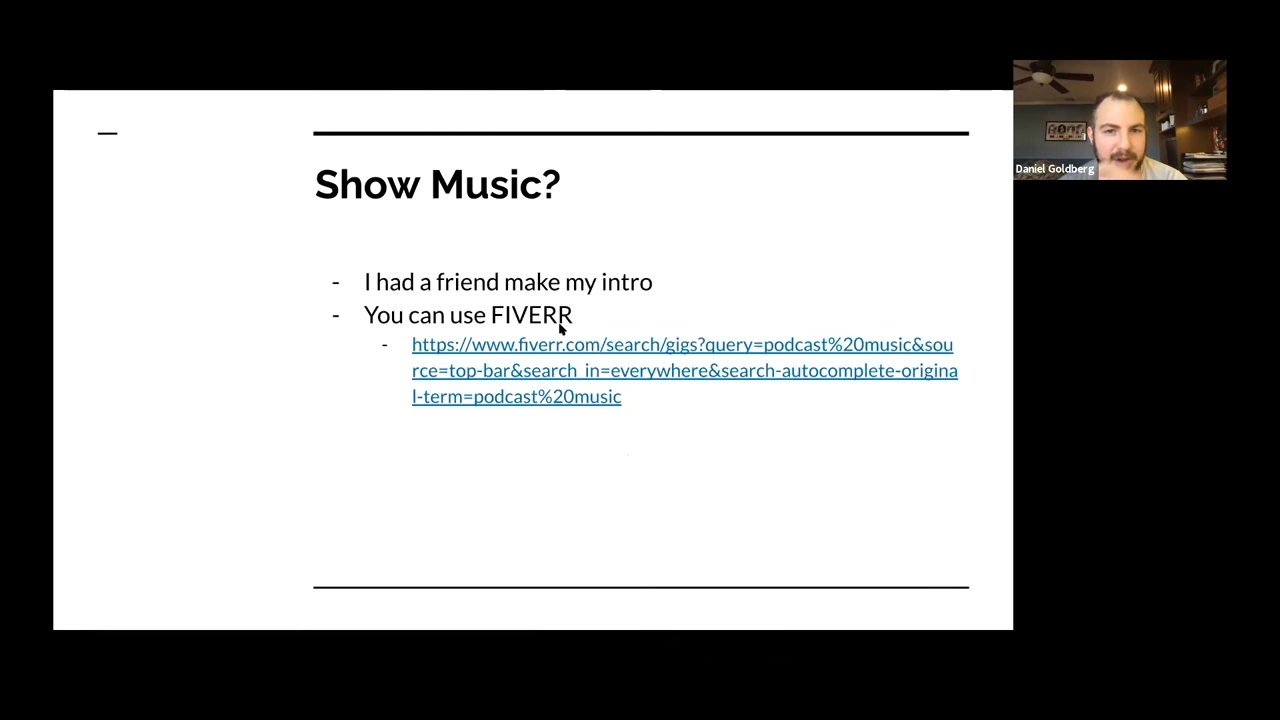 Show Music?
- I had a friend make my intro
- You can use FIVERR
- https://www.fiverr.com/search/gigs?query=podcast%20music&sou
rce=top-bar&search_in=everywhere&search-autocomplete-origina
l-term=podcast%20music
Daniel Goldberg